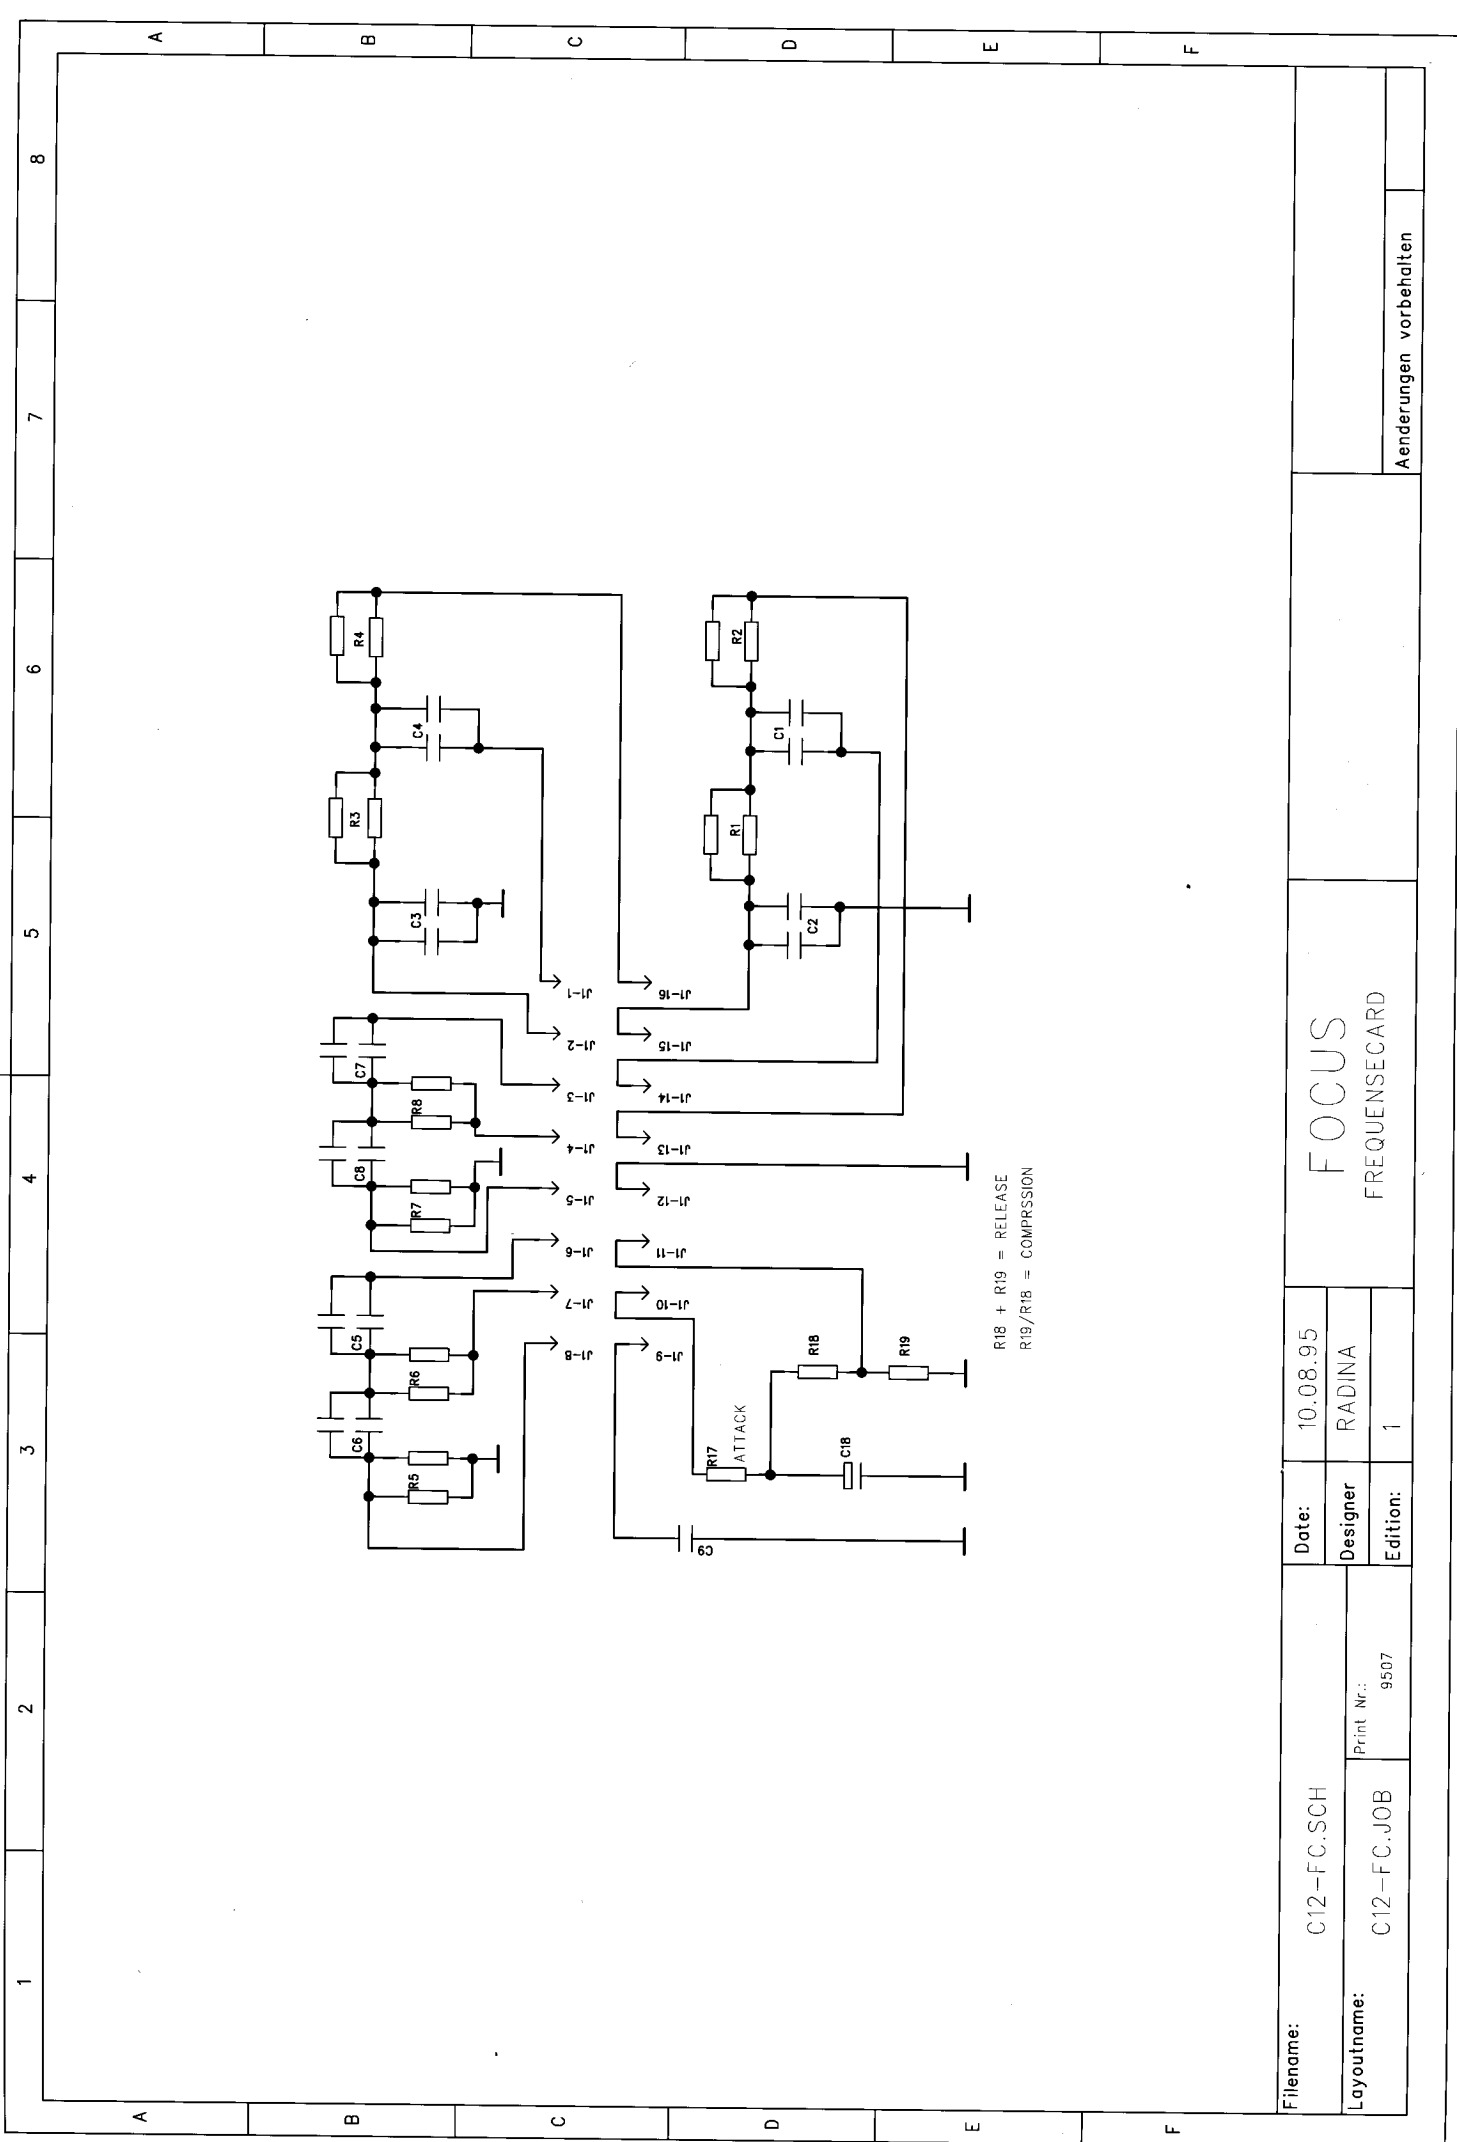 1 2 3 4 5 6 7 8
A A
B B
C C
D D
E E
F F
C6 C5 C8 C7 R3 R4
R5 R6 R7 R8 C3 C4
J1-8 J1-7 J1-6 J1-5 J1-4 J1-3 J1-2 J1-1
J1-9 J1-10 J1-11 J1-12 J1-13 J1-14 J1-15 J1-16
C9
R17
ATTACK
C18
R18
R19
R1 R2
C2 C1
R18 + R19 = RELEASE
R19/R18 = COMPRSSION
Filename:
C12-FC.SCH
Layoutname:
C12-FC.JOB
Print Nr.:
9507
Date: 10.08.95
Designer RADINA
Edition: 1
FOCUS
FREQUENSECARD
Aenderungen vorbehalten